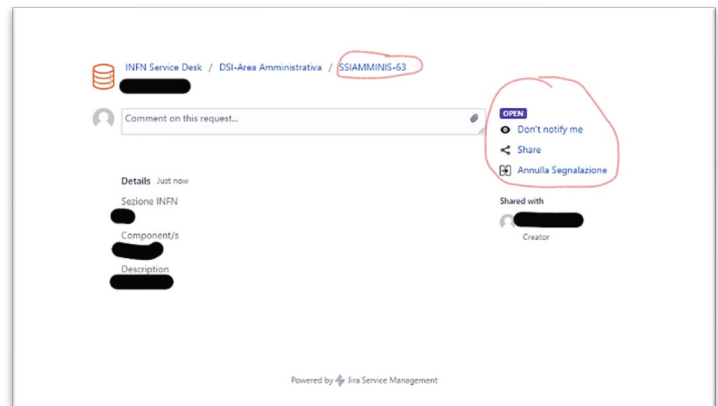 INFN Service Desk / DSI-Area Amministrativa / SSIAMMINIS-63
Comment on this request...
OPEN
Don't notify me
Share
Annulla Segnalazione
Details Just now
Sezione INFN
Component/s
Description
Shared with
Creator
Powered by Jira Service Management